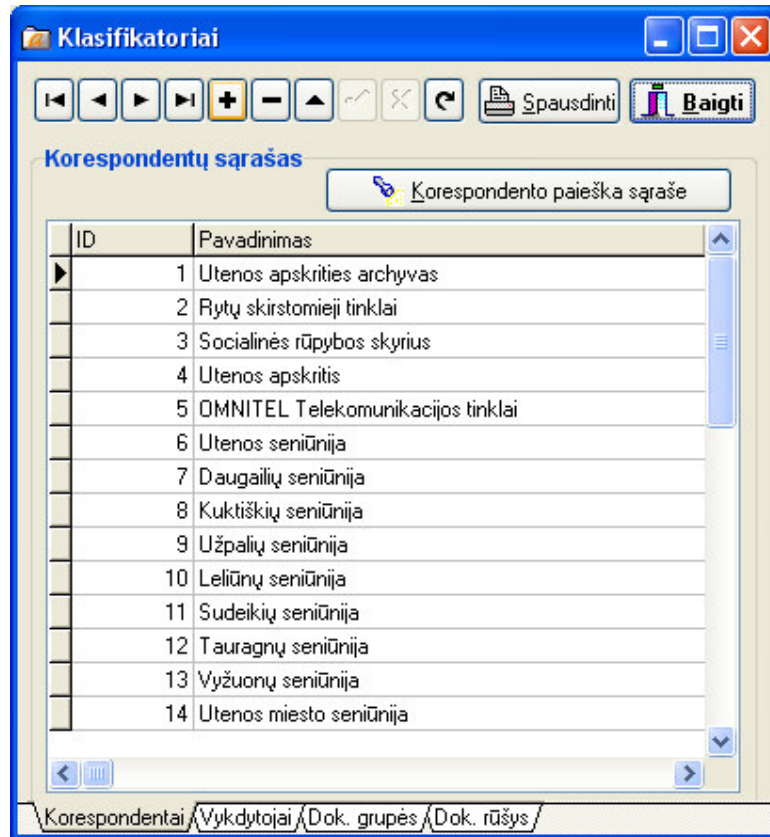 Klasifikatoriai
Spausdinti Baigti
Korespondentų sąrašas
Korespondento paieška sąraše
ID Pavadinimas
1 Utenos apskrities archyvas
2 Rytų skirstomieji tinklai
3 Socialinės rūpybos skyrius
4 Utenos apskritis
5 OMNITEL Telekomunikacijos tinklai
6 Utenos seniūnija
7 Daugailių seniūnija
8 Kuktiškių seniūnija
9 Užpalių seniūnija
10 Leliūnų seniūnija
11 Sudeikių seniūnija
12 Tauragnų seniūnija
13 Vyžuonų seniūnija
14 Utenos miesto seniūnija
Korespondentai Vykdytojai Dok. grupės Dok. rūšys